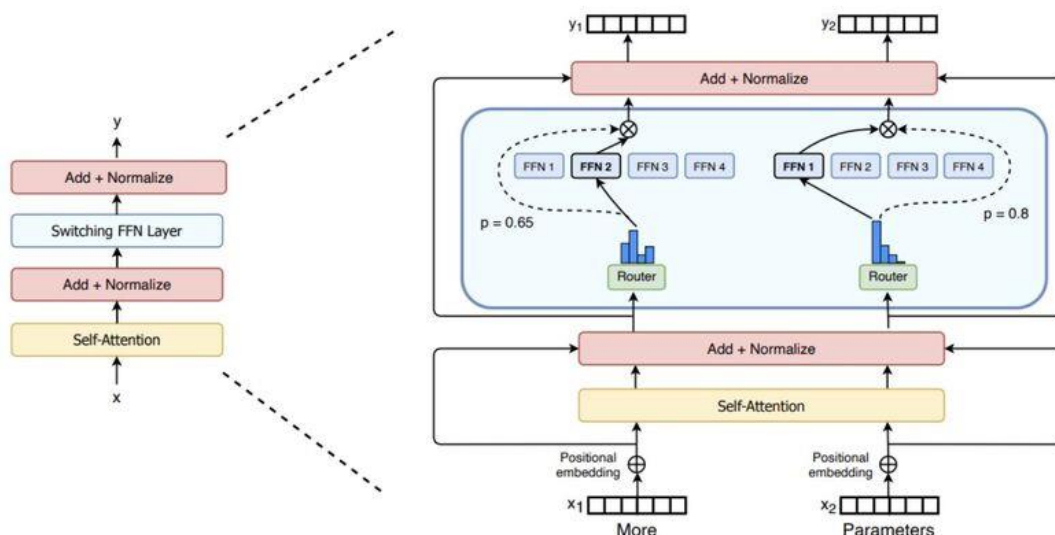 y
Add + Normalize
Switching FFN Layer
Add + Normalize
Self-Attention
x
y1
y2
Add + Normalize
FFN 1 FFN 2 FFN 3 FFN 4
FFN 1 FFN 2 FFN 3 FFN 4
p = 0.65
p = 0.8
Router
Router
Add + Normalize
Self-Attention
Positional
embedding
Positional
embedding
x1
x2
More
Parameters